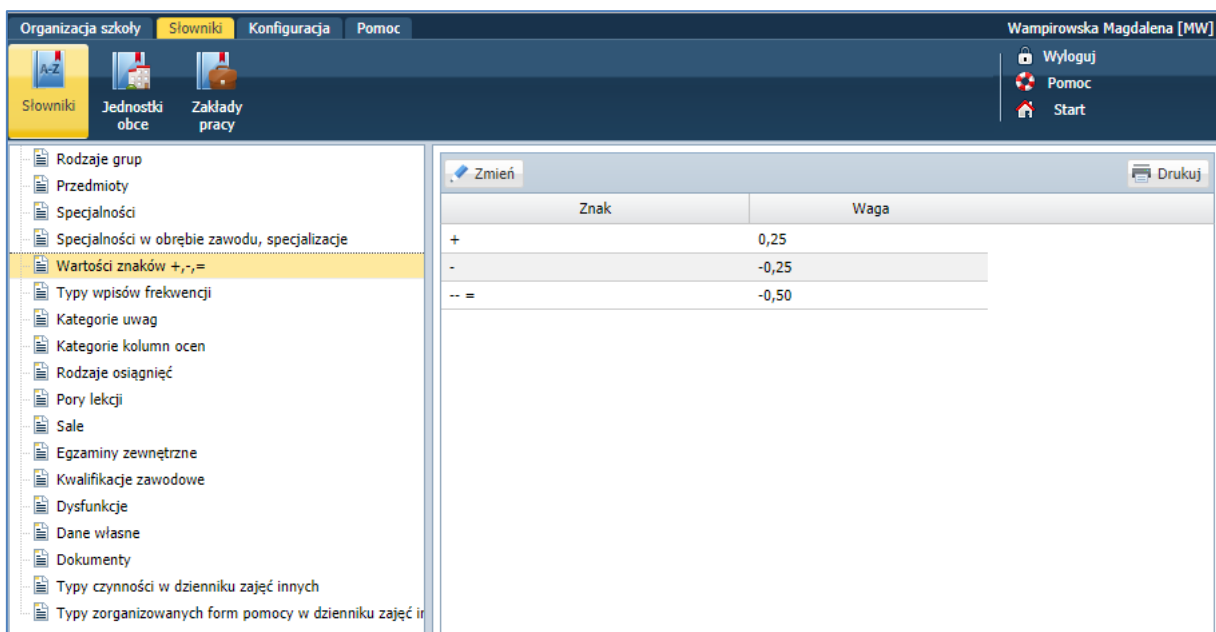 Organizacja szkoły Słowniki Konfiguracja Pomoc Wampirowska Magdalena [MW]
A-Z
Słowniki
Jednostki
obce
Zakłady
pracy
Wyloguj
Pomoc
Start
Rodzaje grup
Przedmioty
Specjalności
Specjalności w obrębie zawodu, specjalizacje
Wartości znaków +,-,=
Typy wpisów frekwencji
Kategorie uwag
Kategorie kolumn ocen
Rodzaje osiągnięć
Pory lekcji
Sale
Egzaminy zewnętrzne
Kwalifikacje zawodowe
Dysfunkcje
Dane własne
Dokumenty
Typy czynności w dzienniku zajęć innych
Typy zorganizowanych form pomocy w dzienniku zajęć
Zmień Drukuj
Znak Waga
+ 0,25
- -0,25
-- = -0,50